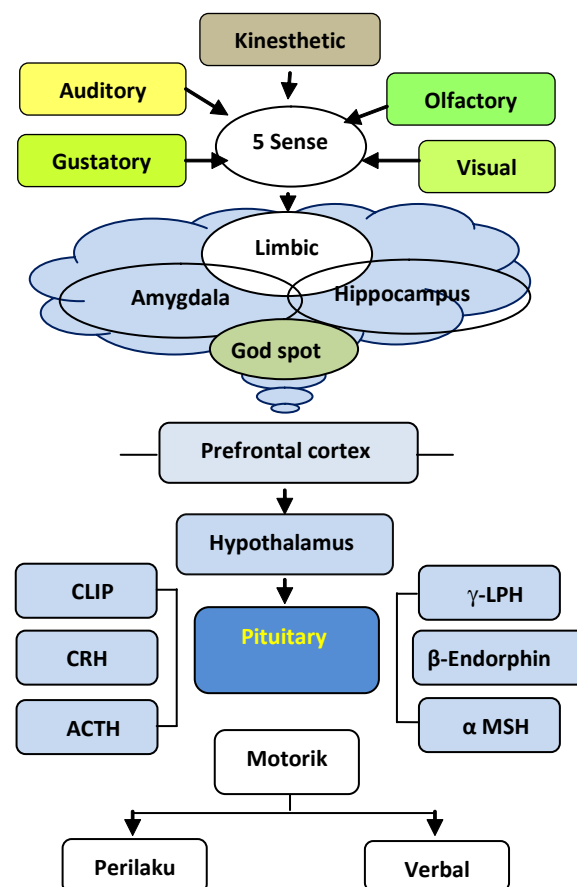 Kinesthetic
Auditory
Olfactory
5 Sense
Gustatory
Visual
Limbic
Amygdala
Hippocampus
God spot
Prefrontal cortex
Hypothalamus
CLIP
γ-LPH
Pituitary
CRH
β-Endorphin
ACTH
α MSH
Motorik
Perilaku
Verbal